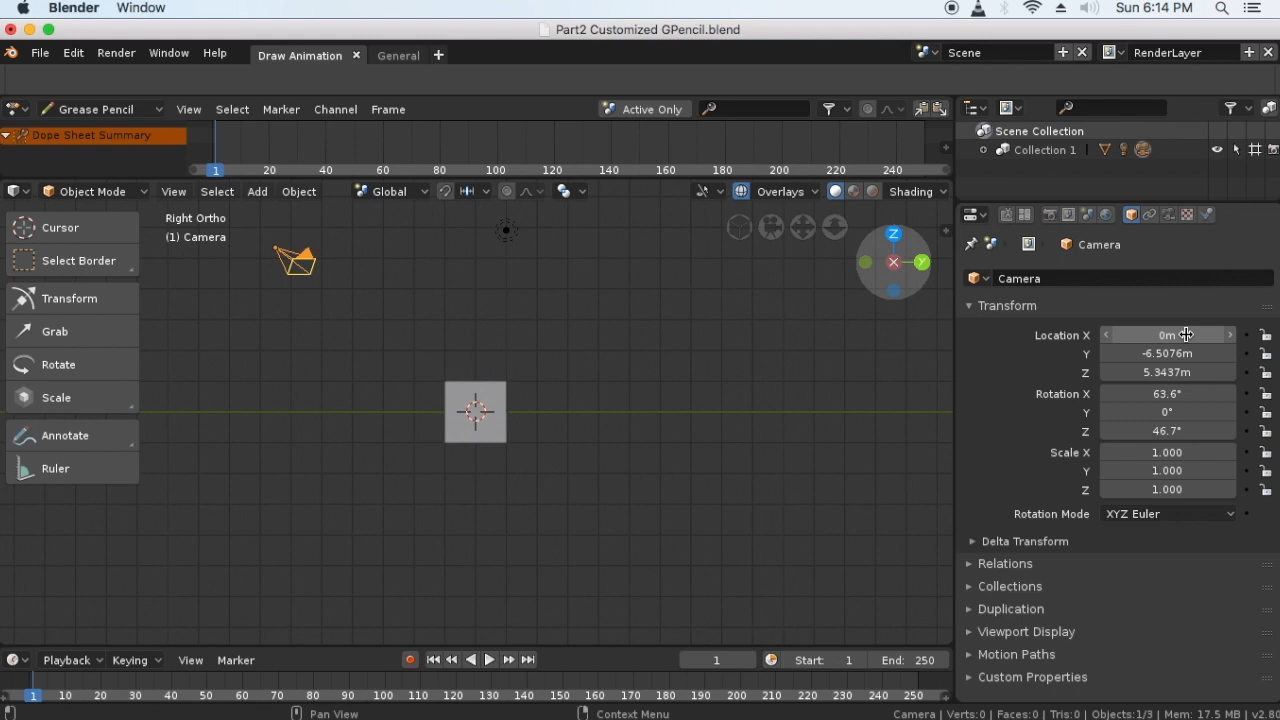 Blender Window Sun 6:14 PM
Part2 Customized GPencil.blend
File Edit Render Window Help Draw Animation General Scene RenderLayer
Grease Pencil View Select Marker Channel Frame Active Only
Dope Sheet Summary
Scene Collection
Collection 1
1 20 40 60 80 100 120 140 160 180 200 220 240
Object Mode View Select Add Object Global Overlays Shading
Right Ortho
(1) Camera
Z
X
Y
Cursor
Select Border
Transform
Grab
Rotate
Scale
Annotate
Ruler
Camera
Camera
Transform
Location X 0m
Y -6.5076m
Z 5.3437m
Rotation X 63.6°
Y 0°
Z 46.7°
Scale X 1.000
Y 1.000
Z 1.000
Rotation Mode XYZ Euler
Delta Transform
Relations
Collections
Duplication
Viewport Display
Motion Paths
Custom Properties
Playback Keying View Marker 1 Start: 1 End: 250
1 10 20 30 40 50 60 70 80 90 100 110 120 130 140 150 160 170 180 190 200 210 220 230 240 250
Pan View Context Menu Camera | Verts:0 | Faces:0 | Tris:0 | Objects:1/3 | Mem: 17.5 MB | v2.80